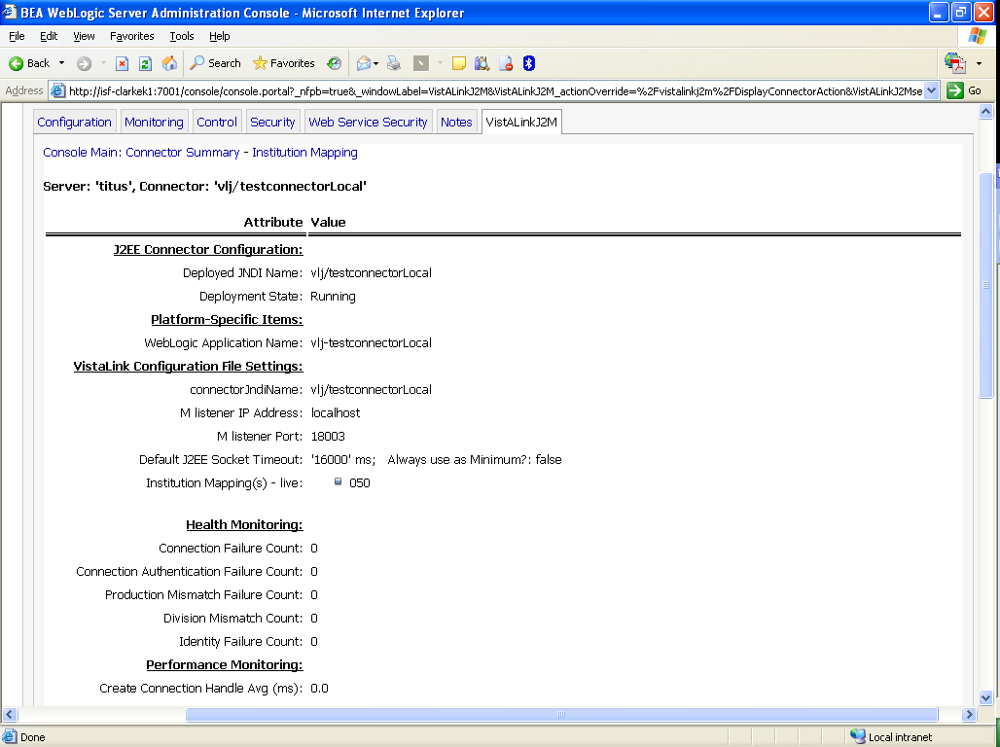 BEA WebLogic Server Administration Console - Microsoft Internet Explorer
File Edit View Favorites Tools Help
Back Search Favorites
Address http://isf-clarkek1:7001/console/console.portal?_nfpb=true&_windowLabel=VistALinkJ2M&VistALinkJ2M_actionOverride=%2Fvistalinkj2m%2FDisplayConnectorAction&VistALinkJ2Mse Go
Configuration Monitoring Control Security Web Service Security Notes VistALinkJ2M
Console Main: Connector Summary - Institution Mapping
Server: 'titus', Connector: 'vlj/testconnectorLocal'
Attribute Value
J2EE Connector Configuration:
Deployed JNDI Name: vlj/testconnectorLocal
Deployment State: Running
Platform-Specific Items:
WebLogic Application Name: vlj-testconnectorLocal
VistaLink Configuration File Settings:
connectorJndiName: vlj/testconnectorLocal
M listener IP Address: localhost
M listener Port: 18003
Default J2EE Socket Timeout: '16000' ms; Always use as Minimum?: false
Institution Mapping(s) - live: 050
Health Monitoring:
Connection Failure Count: 0
Connection Authentication Failure Count: 0
Production Mismatch Failure Count: 0
Division Mismatch Count: 0
Identity Failure Count: 0
Performance Monitoring:
Create Connection Handle Avg (ms): 0.0
Done Local intranet